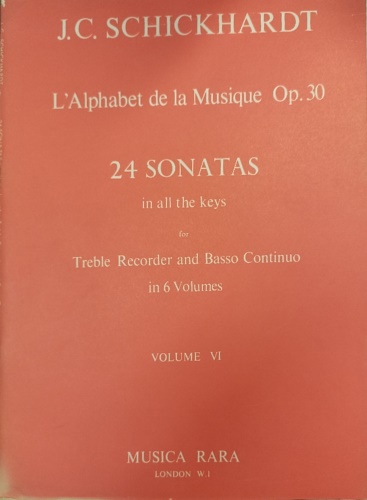 J.C. SCHICKHARDT
L'Alphabet de la Musique Op.30
24 SONATAS
in all the keys
for
Treble Recorder and Basso Continuo
in 6 Volumes
VOLUME VI
MUSICA RARA
LONDON W.1